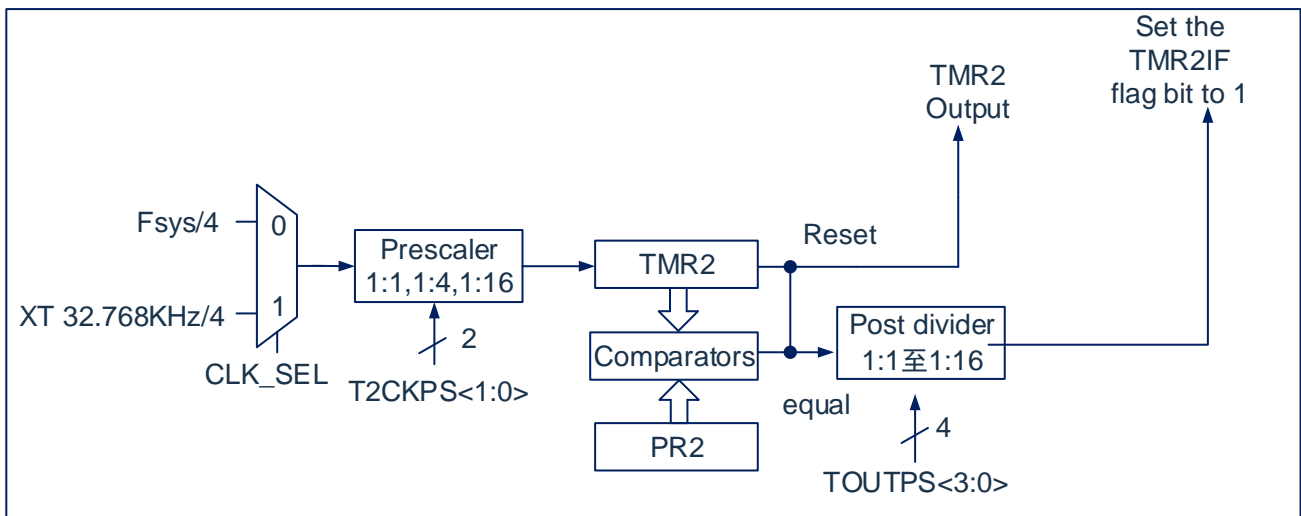 Set the
TMR2IF
flag bit to 1
TMR2
Output
Fsys/4
0
Prescaler
1:1,1:4,1:16
TMR2
Reset
XT 32.768KHz/4
1
2
Comparators
Post divider
1:1至1:16
CLK_SEL
T2CKPS<1:0>
equal
PR2
4
TOUTPS<3:0>